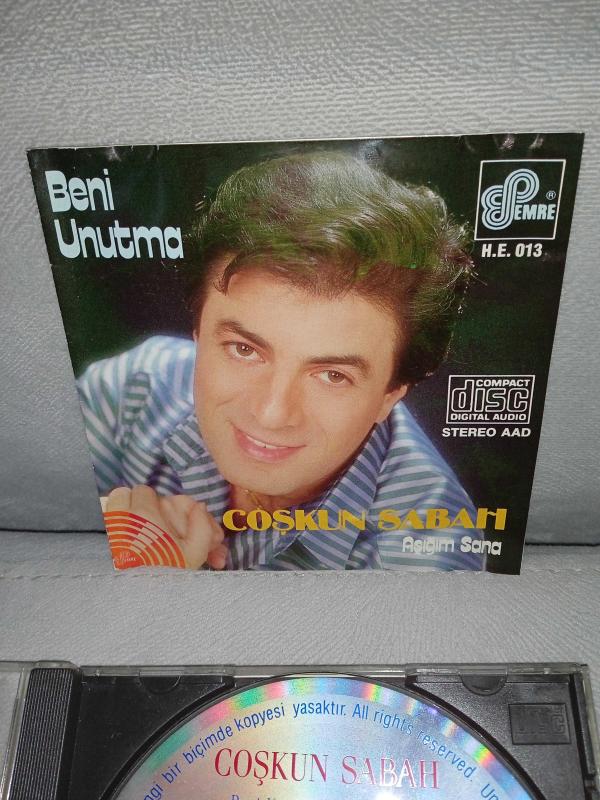 Beni
Unutma
EMRE ®
H.E. 013
COMPACT
disc
DIGITAL AUDIO
STEREO AAD
COŞKUN SABAH
Aşığım Sana
bir biçimde kopyesi yasaktır. All rights reserved.
COŞKUN SABAH